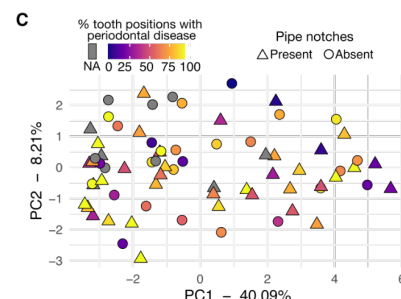 C
% tooth positions with
periodontal disease
NA 0 25 50 75 100
Pipe notches
Present Absent
PC2 – 8.21%
2
1
0
−1
−2
−3
−2 0 2 4 6
PC1 – 40.09%